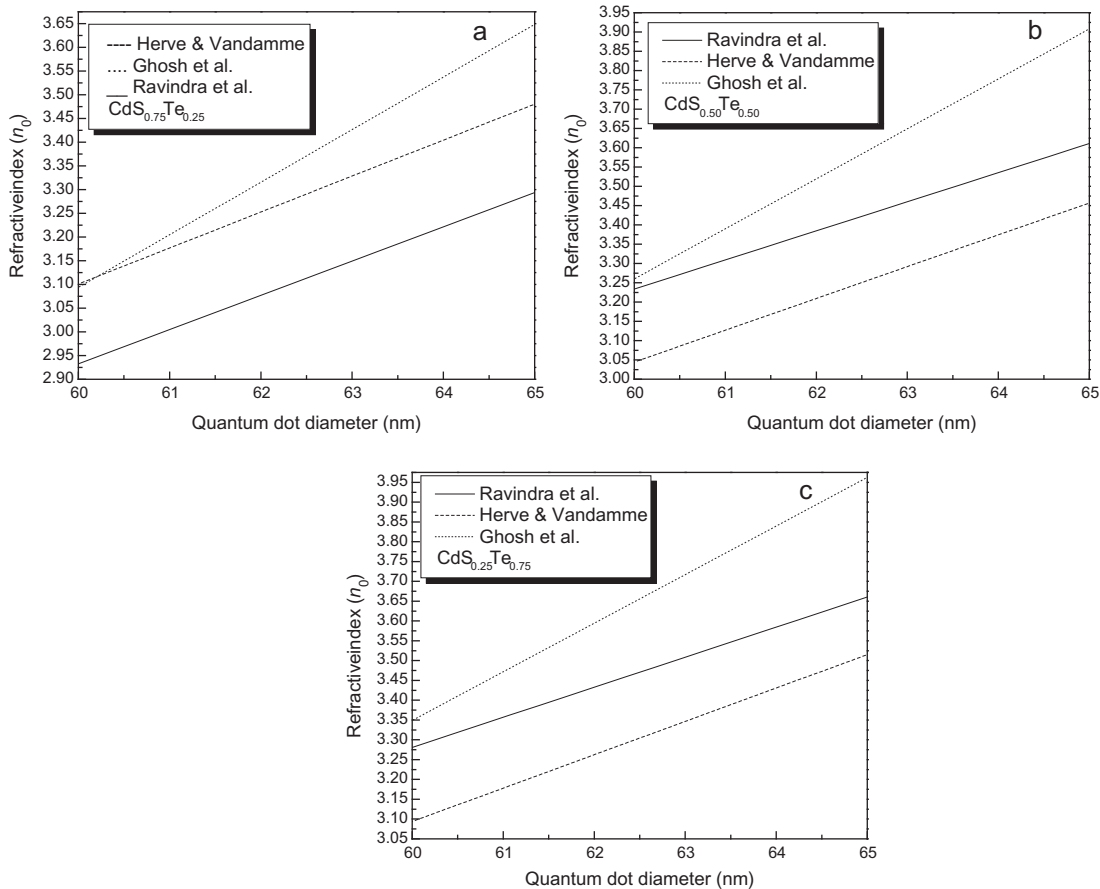 a
Herve & Vandamme
Ghosh et al.
Ravindra et al.
CdS0.75Te0.25
3.65
3.60
3.55
3.50
3.45
3.40
3.35
3.30
3.25
3.20
3.15
3.10
3.05
3.00
2.95
2.90
Refractiveindex (n0)
60 61 62 63 64 65
Quantum dot diameter (nm)
b
Ravindra et al.
Herve & Vandamme
Ghosh et al.
CdS0.50Te0.50
3.95
3.90
3.85
3.80
3.75
3.70
3.65
3.60
3.55
3.50
3.45
3.40
3.35
3.30
3.25
3.20
3.15
3.10
3.05
3.00
Refractiveindex (n0)
60 61 62 63 64 65
Quantum dot diameter (nm)
c
Ravindra et al.
Herve & Vandamme
Ghosh et al.
CdS0.25Te0.75
3.95
3.90
3.85
3.80
3.75
3.70
3.65
3.60
3.55
3.50
3.45
3.40
3.35
3.30
3.25
3.20
3.15
3.10
3.05
Refractiveindex (n0)
60 61 62 63 64 65
Quantum dot diameter (nm)